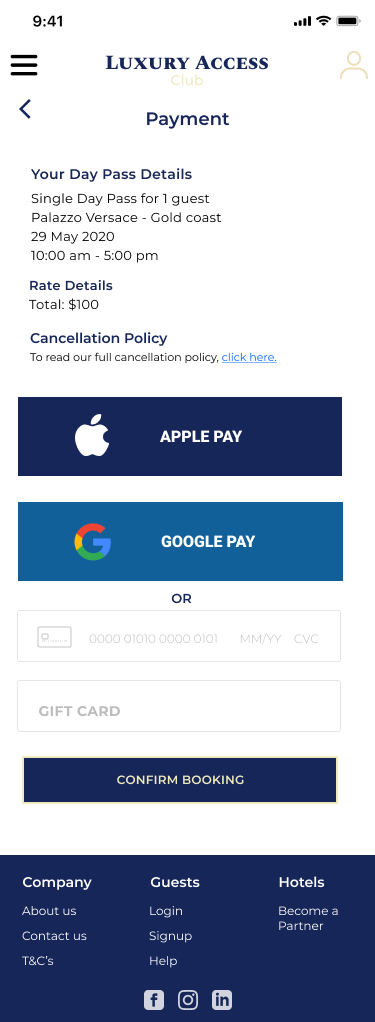 9:41
LUXURY ACCESS
Club
Payment
Your Day Pass Details
Single Day Pass for 1 guest
Palazzo Versace - Gold coast
29 May 2020
10:00 am - 5:00 pm
Rate Details
Total: $100
Cancellation Policy
To read our full cancellation policy, click here.
APPLE PAY
GOOGLE PAY
OR
0000 01010 0000 0101 MM/YY CVC
GIFT CARD
CONFIRM BOOKING
Company Guests Hotels
About us Login Become a
Partner
Contact us Signup
T&C's Help